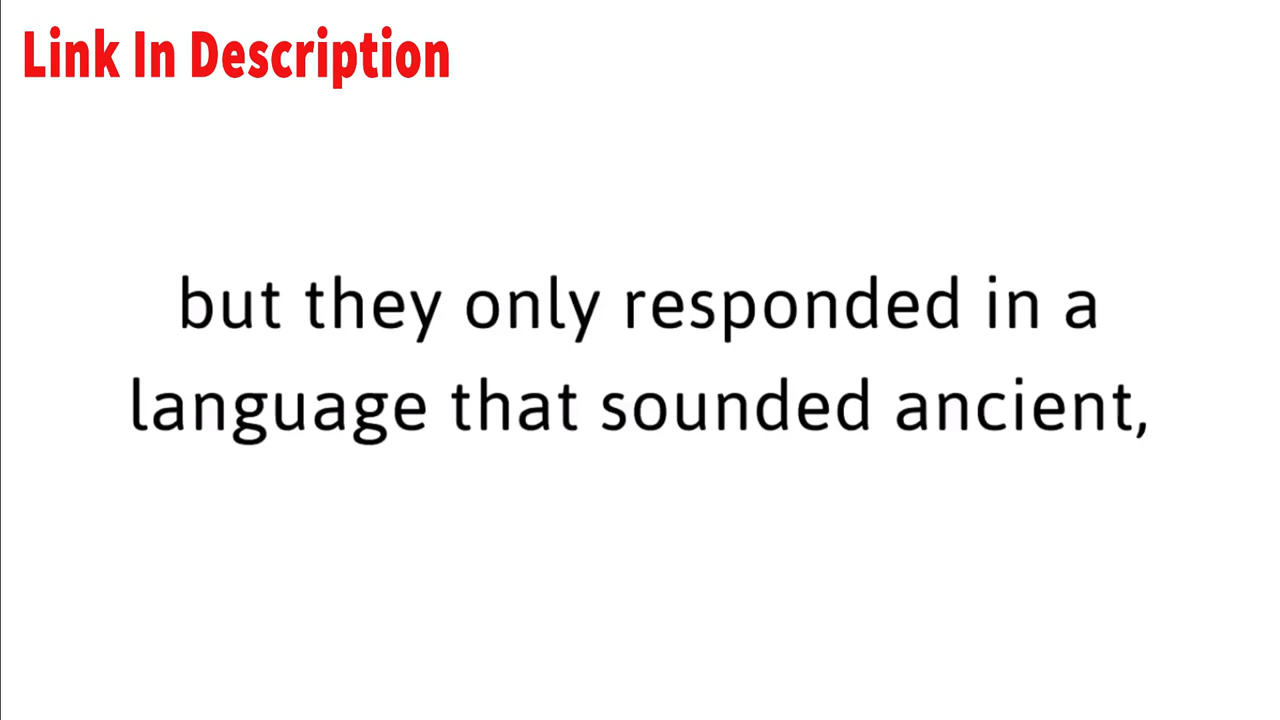 Link In Description
but they only responded in a
language that sounded ancient,